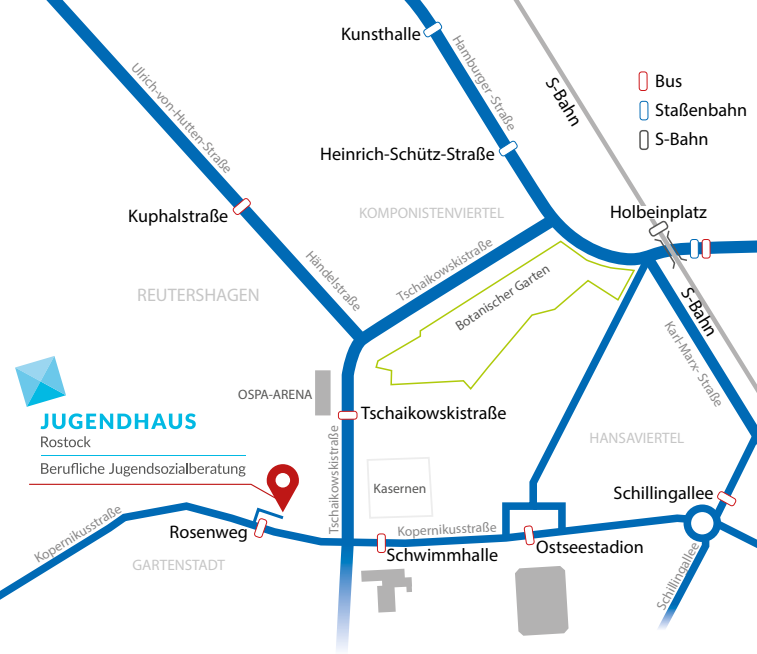 Kunsthalle
Hamburger -Straße
S-Bahn
Bus
Staßenbahn
S-Bahn
Ulrich-von-Hutten-Straße
Heinrich-Schütz-Straße
Kuphalstraße
KOMPONISTENVIERTEL
Holbeinplatz
Händelstraße
Tschaikowskistraße
Botanischer Garten
REUTERSHAGEN
S-Bahn
Karl-Marx- Straße
OSPA-ARENA
Tschaikowskistraße
JUGENDHAUS
Rostock
Berufliche Jugendsozialberatung
HANSAVIERTEL
Tschaikowskistraße
Kasernen
Schillingallee
Kopernikusstraße
Rosenweg
Kopernikusstraße
Schwimmhalle
Ostseestadion
GARTENSTADT
Schillingallee